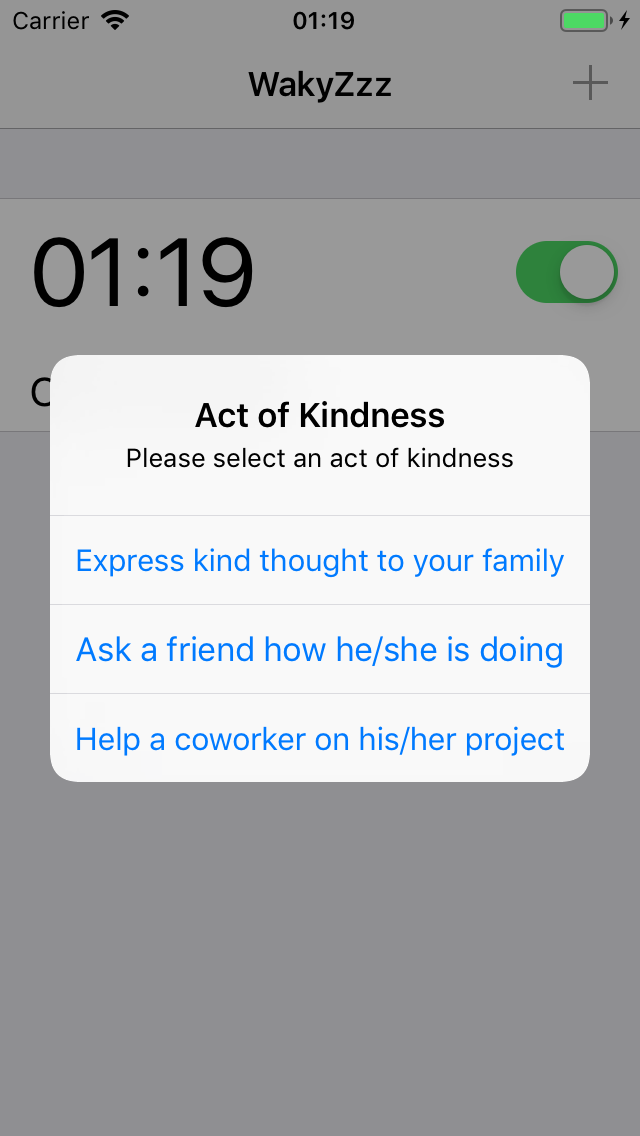 Carrier 01:19
WakyZzz
01:19
Act of Kindness
Please select an act of kindness
Express kind thought to your family
Ask a friend how he/she is doing
Help a coworker on his/her project